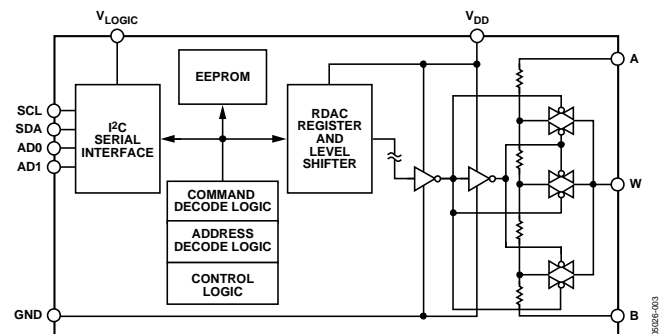 VLOGIC
VDD
A
EEPROM
SCL
SDA
AD0
AD1
I2C
SERIAL
INTERFACE
RDAC
REGISTER
AND
LEVEL
SHIFTER
COMMAND
DECODE LOGIC
ADDRESS
DECODE LOGIC
CONTROL
LOGIC
W
GND
B
05026-003